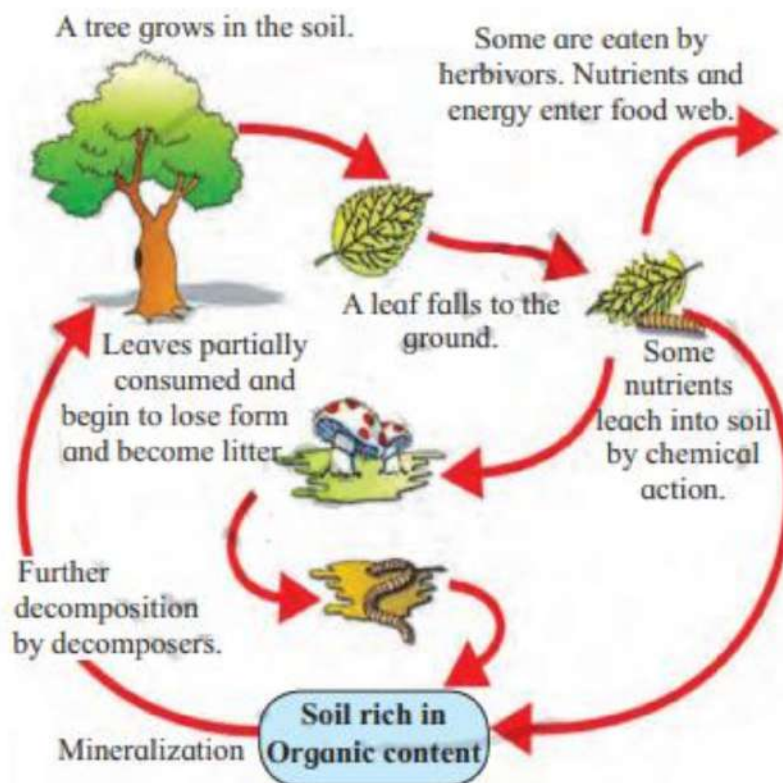 A tree grows in the soil.
Some are eaten by
herbivors. Nutrients and
energy enter food web.
A leaf falls to the
ground.
Some
nutrients
leach into soil
by chemical
action.
Leaves partially
consumed and
begin to lose form
and become litter
Further
decomposition
by decomposers.
Soil rich in
Organic content
Mineralization